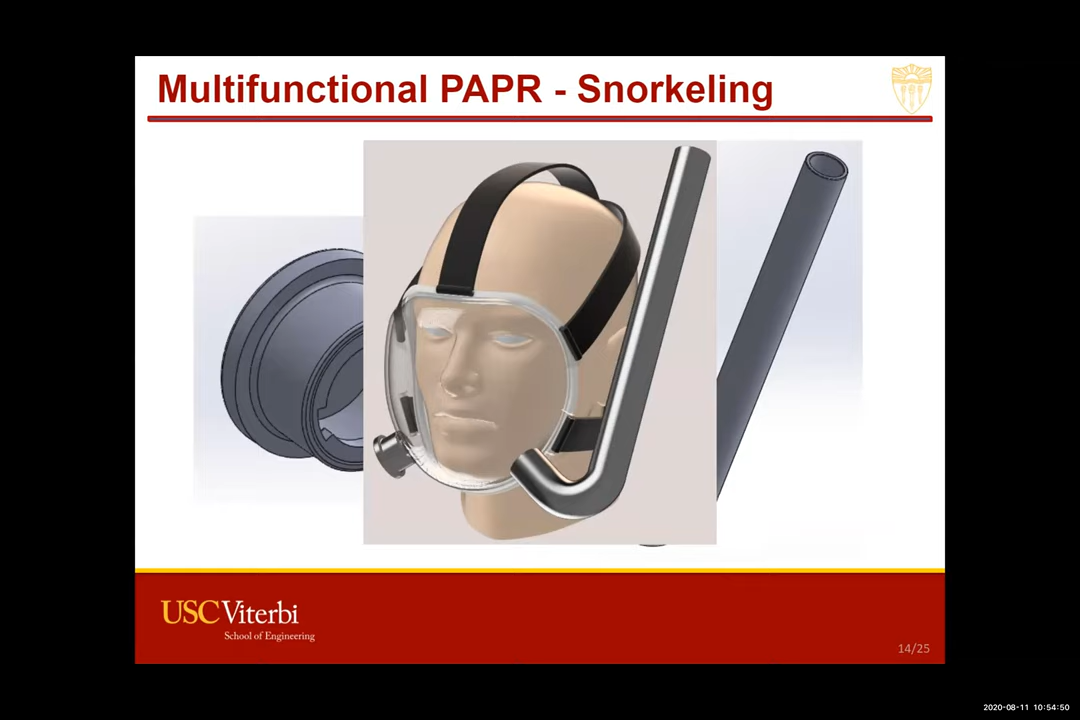 Multifunctional PAPR - Snorkeling
USC Viterbi
School of Engineering
14/25
2020-08-11 10:54:50